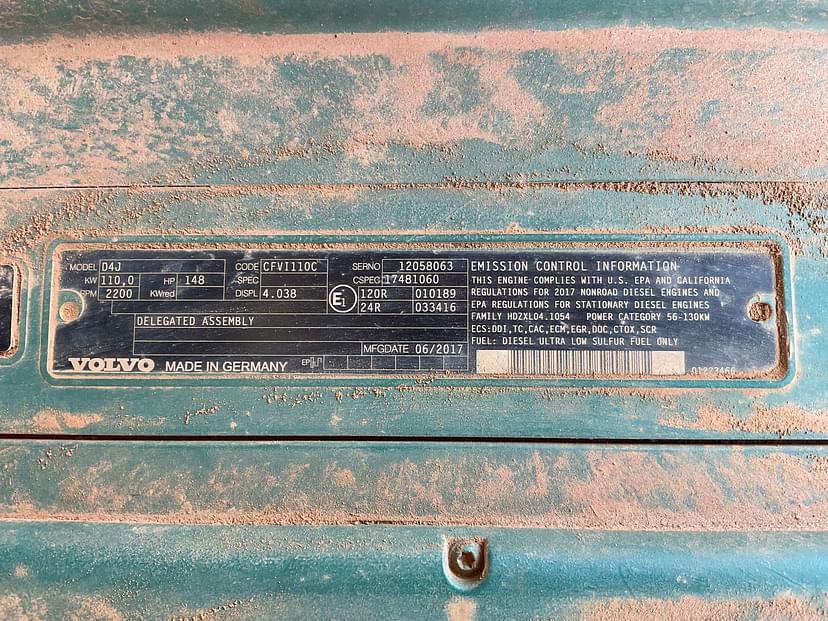 MODEL D4J CODE CFVI110C SERNO 12058063
KW 110,0 HP 148 SPEC CSPEC 17481060
RPM 2200 KWred DISPL 4.038 E1 120R 010189
24R 033416
DELEGATED ASSEMBLY
MFGDATE 06/2017
VOLVO MADE IN GERMANY
EMISSION CONTROL INFORMATION
THIS ENGINE COMPLIES WITH U.S. EPA AND CALIFORNIA
REGULATIONS FOR 2017 NONROAD DIESEL ENGINES AND
EPA REGULATIONS FOR STATIONARY DIESEL ENGINES
FAMILY HDZXL04.1054 POWER CATEGORY 56-130KW
ECS:DDI,TC,CAC,ECM,EGR,DOC,CTOX,SCR
FUEL: DIESEL ULTRA LOW SULFUR FUEL ONLY